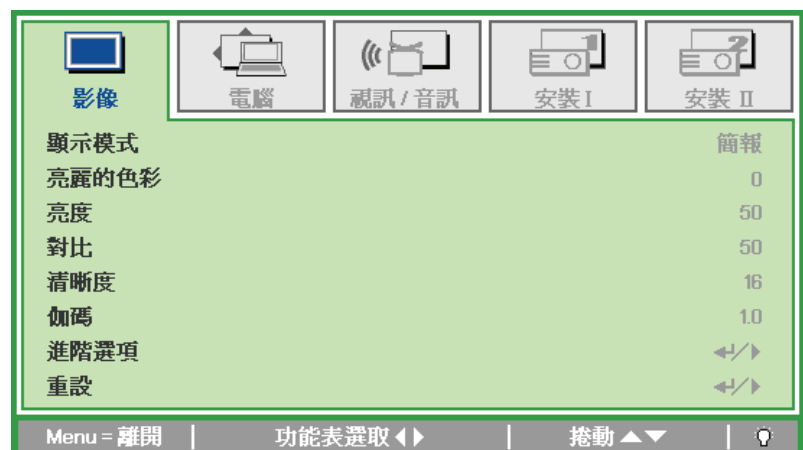 影像 電腦 視訊 / 音訊 安裝 I 安裝 II
顯示模式 簡報
亮麗的色彩 0
亮度 50
對比 50
清晰度 16
伽碼 1.0
進階選項
重設
Menu = 離開 功能表選取 捲動